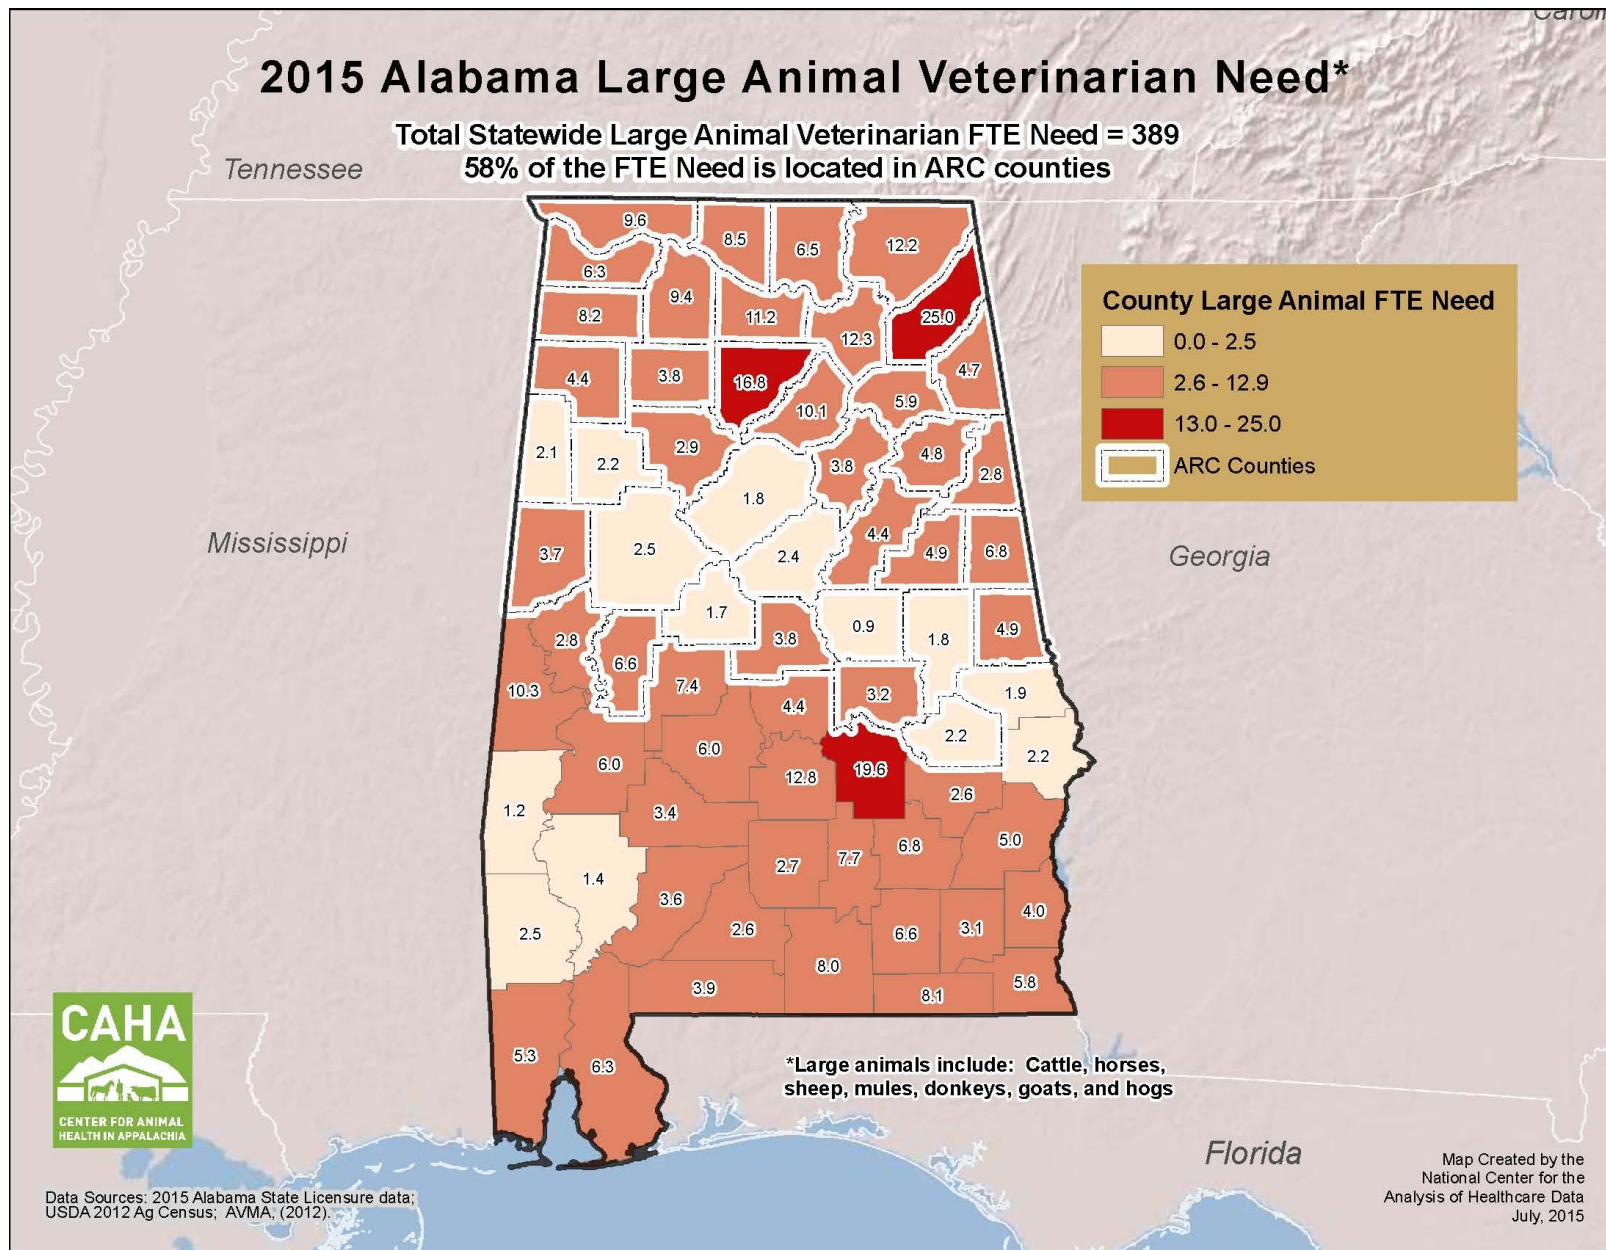 2015 Alabama Large Animal Veterinarian Need*
Total Statewide Large Animal Veterinarian FTE Need = 389
58% of the FTE Need is located in ARC counties
Tennessee
9.6
8.5
6.5
12.2
6.3
9.4
8.2
11.2
12.3
25.0
4.4
3.8
16.8
10.1
5.9
4.7
2.1
2.2
2.9
3.8
4.8
2.8
1.8
3.7
2.5
2.4
4.4
4.9
6.8
1.7
2.8
6.6
3.8
0.9
1.8
4.9
10.3
7.4
4.4
3.2
1.9
6.0
6.0
12.8
19.6
2.2
2.2
1.2
3.4
2.6
1.4
2.7
7.7
6.8
5.0
2.5
3.6
2.6
8.0
6.6
3.1
4.0
3.9
8.1
5.8
5.3
6.3
County Large Animal FTE Need
0.0 - 2.5
2.6 - 12.9
13.0 - 25.0
ARC Counties
Mississippi
Georgia
Florida
*Large animals include: Cattle, horses,
sheep, mules, donkeys, goats, and hogs
CAHA
CENTER FOR ANIMAL
HEALTH IN APPALACHIA
Data Sources: 2015 Alabama State Licensure data;
USDA 2012 Ag Census; AVMA, (2012).
Map Created by the
National Center for the
Analysis of Healthcare Data
July, 2015